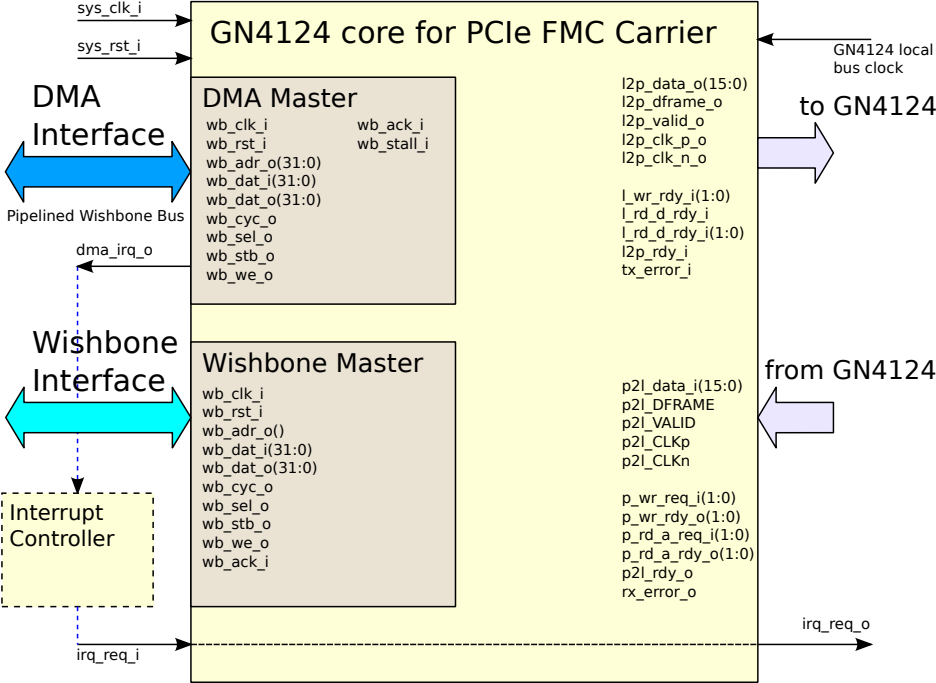 sys_clk_i
sys_rst_i
GN4124 core for PCIe FMC Carrier
GN4124 local
bus clock
DMA
Interface
Pipelined Wishbone Bus
dma_irq_o
DMA Master
wb_clk_i
wb_rst_i
wb_adr_o(31:0)
wb_dat_i(31:0)
wb_dat_o(31:0)
wb_cyc_o
wb_sel_o
wb_stb_o
wb_we_o
wb_ack_i
wb_stall_i
l2p_data_o(15:0)
l2p_dframe_o
l2p_valid_o
l2p_clk_p_o
l2p_clk_n_o
l_wr_rdy_i(1:0)
l_rd_d_rdy_i
l_rd_d_rdy_i(1:0)
l2p_rdy_i
tx_error_i
to GN4124
Wishbone
Interface
Wishbone Master
wb_clk_i
wb_rst_i
wb_adr_o()
wb_dat_i(31:0)
wb_dat_o(31:0)
wb_cyc_o
wb_sel_o
wb_stb_o
wb_we_o
wb_ack_i
p2l_data_i(15:0)
p2l_DFRAME
p2l_VALID
p2l_CLKp
p2l_CLKn
p_wr_req_i(1:0)
p_wr_rdy_o(1:0)
p_rd_a_req_i(1:0)
p_rd_a_rdy_o(1:0)
p2l_rdy_o
rx_error_o
from GN4124
Interrupt
Controller
irq_req_i
irq_req_o